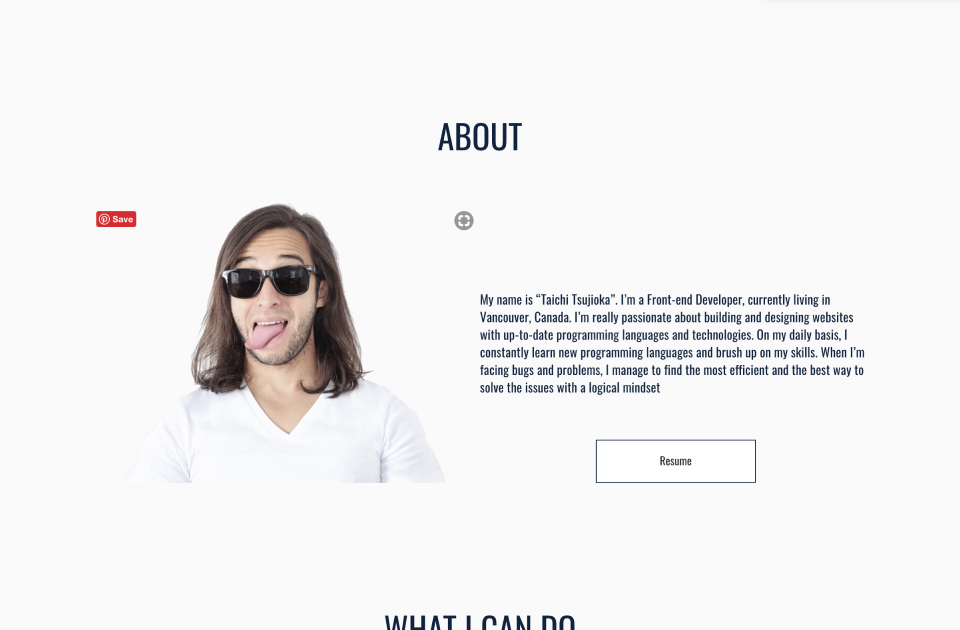 ABOUT
Save
My name is “Taichi Tsujioka”. I’m a Front-end Developer, currently living in
Vancouver, Canada. I’m really passionate about building and designing websites
with up-to-date programming languages and technologies. On my daily basis, I
constantly learn new programming languages and brush up on my skills. When I’m
facing bugs and problems, I manage to find the most efficient and the best way to
solve the issues with a logical mindset
Resume
WHAT I CAN DO